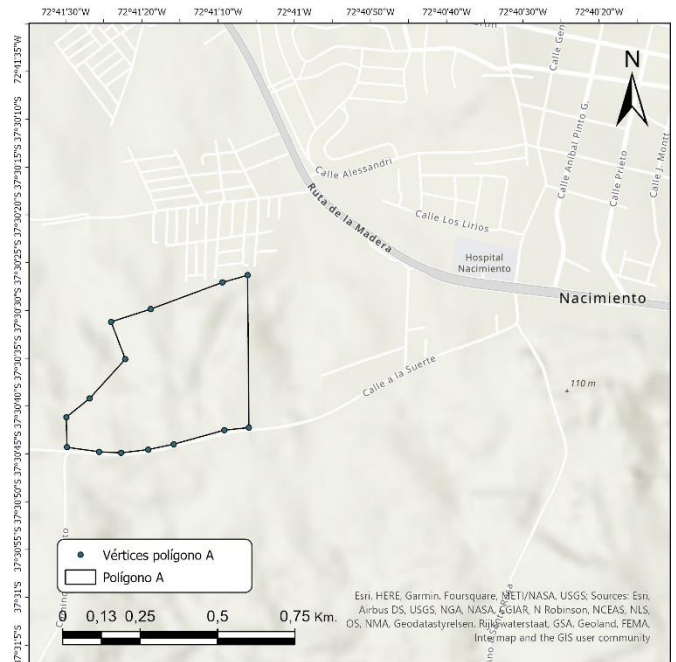 72°41'30"O 72°41'20"O 72°41'10"O 72°41'O 72°40'50"O 72°40'40"O 72°40'30"O 72°40'20"O
72°41'35"O
37°30'10"S
37°30'15"S
37°30'20"S
37°30'25"S
37°30'30"S
37°30'35"S
37°30'40"S
37°30'45"S
37°30'50"S
37°30'55"S
37°31'S
37°31'5"S
N
Calle Gen
Calle Aníbal Pinto G.
Calle Prieto
Calle J. Montt
Calle Alessandri
Ruta de la Madera
Calle Los Lirios
Hospital
Nacimiento
Nacimiento
Calle a la Suerte
110 m
Vértices polígono A
Polígono A
0 0,13 0,25 0,5 0,75 Km.
Esri, HERE, Garmin, Foursquare, METI/NASA, USGS; Sources: Esri,
Airbus DS, USGS, NGA, NASA, CGIAR, N Robinson, NCEAS, NLS,
OS, NMA, Geodatastyrelsen, Rijkswaterstaat, GSA, Geoland, FEMA,
Intermap and the GIS user community